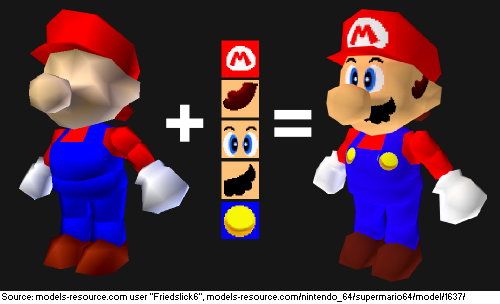 M
M
Source: models-resource.com user "Friedslick6", models-resource.com/nintendo_64/supermario64/model/1637/